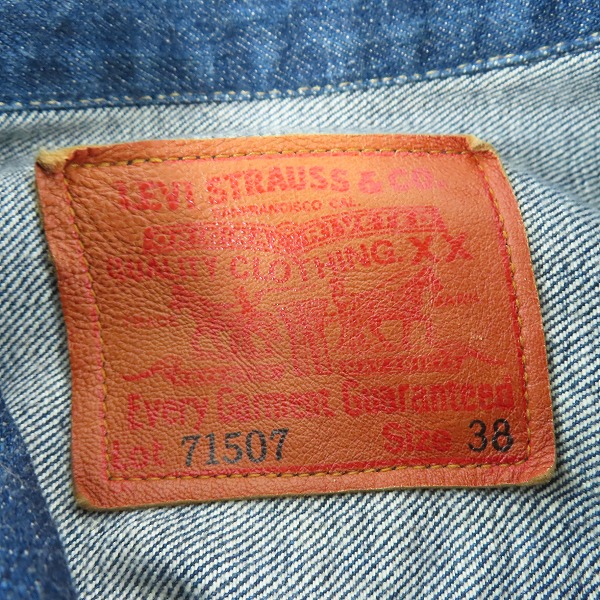 LEVI STRAUSS & CO.
SAN FRANCISCO CAL.
QUALITY CLOTHING XX
Every Garment Guaranteed
Lot 71507 Size 38